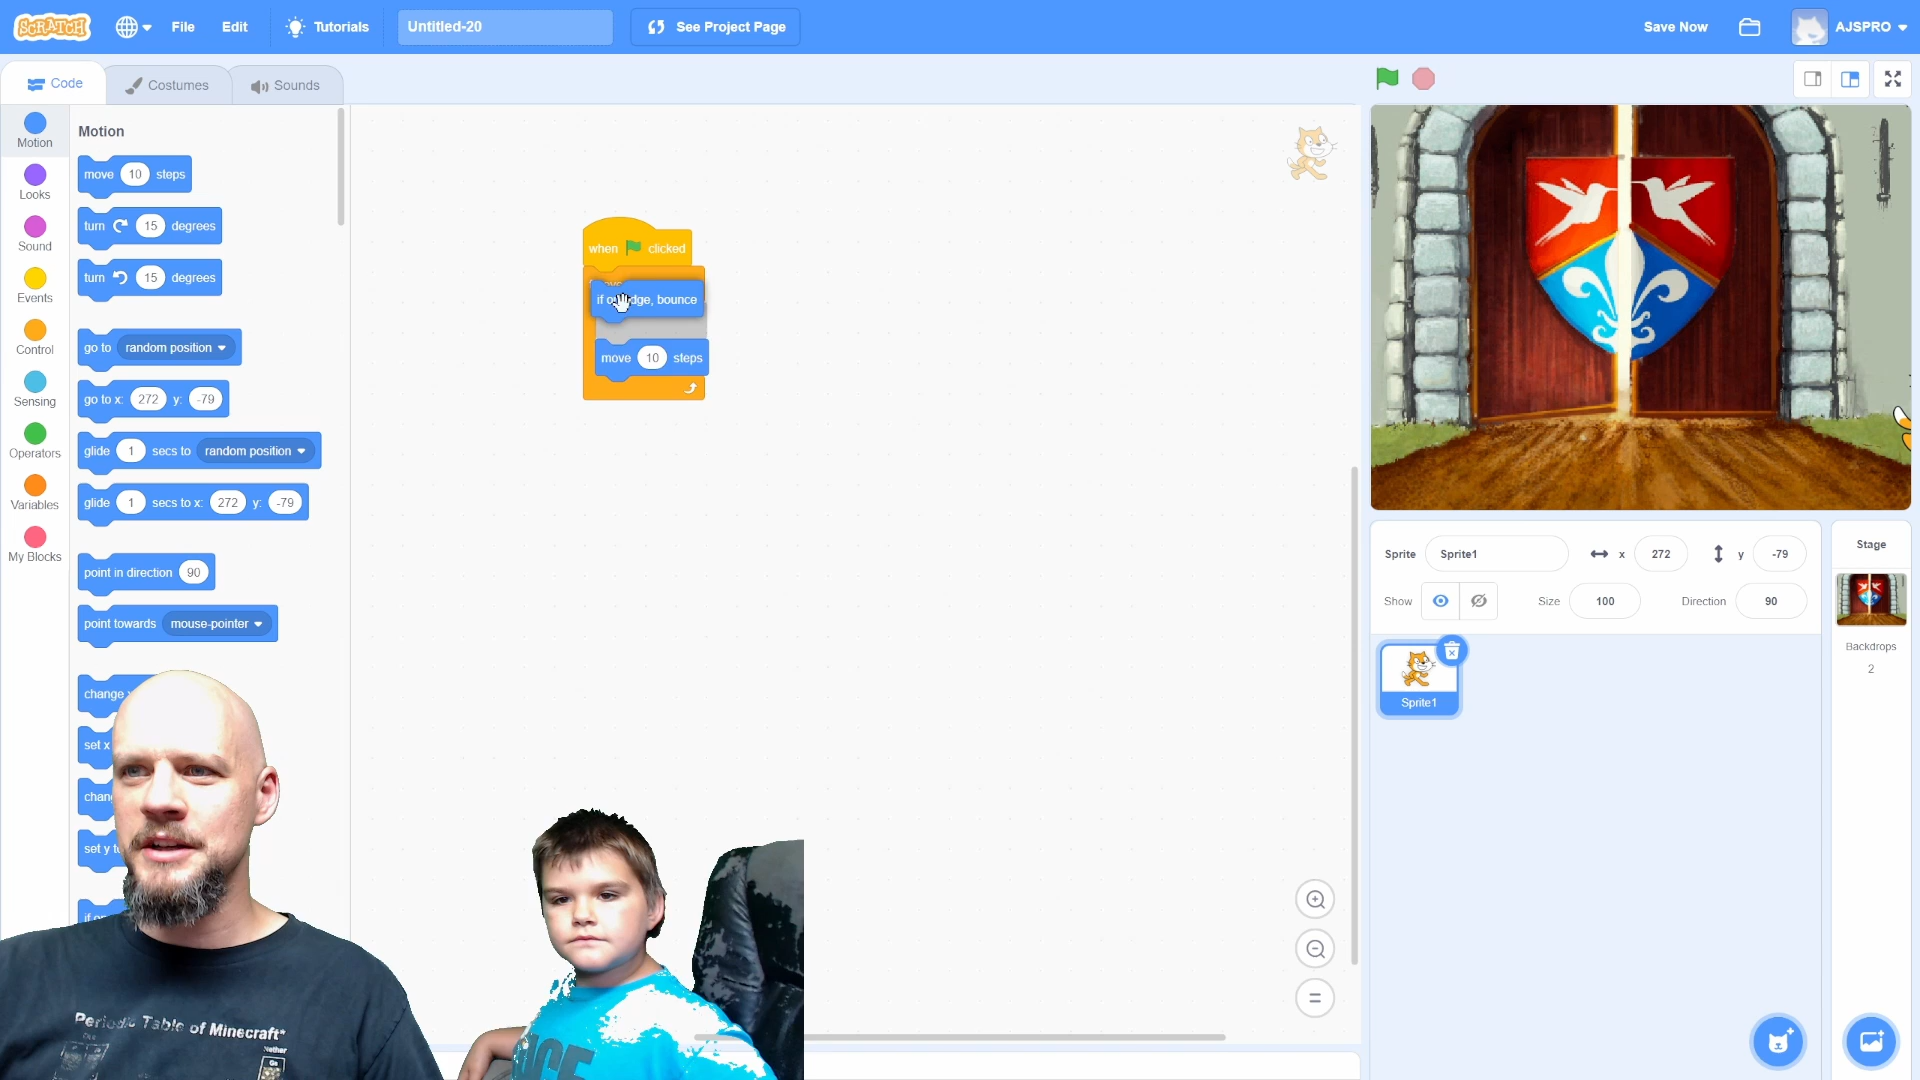 SCRATCH File Edit Tutorials Untitled-20 See Project Page Save Now AJSPRO
Code Costumes Sounds
Motion
Looks
Sound
Events
Control
Sensing
Operators
Variables
My Blocks
Motion
move 10 steps
turn 15 degrees
turn 15 degrees
go to random position
go to x: 272 y: -79
glide 1 secs to random position
glide 1 secs to x: 272 y: -79
point in direction 90
point towards mouse-pointer
change
set x
set y
when clicked
bounce
move 10 steps
Sprite Sprite1 x 272 y -79
Show Size 100 Direction 90
Sprite1
Stage
Backdrops
2
Periodic Table of Minecraft*
Nether